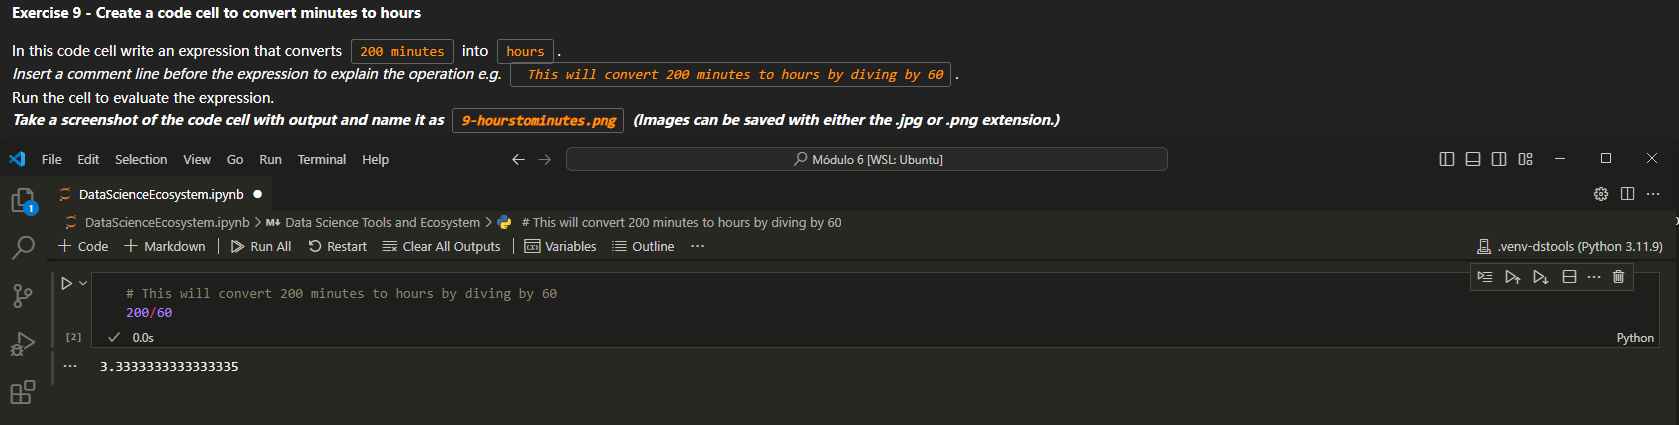 Exercise 9 - Create a code cell to convert minutes to hours
In this code cell write an expression that converts 200 minutes into hours .
Insert a comment line before the expression to explain the operation e.g. This will convert 200 minutes to hours by diving by 60 .
Run the cell to evaluate the expression.
Take a screenshot of the code cell with output and name it as 9-hourstominutes.png (Images can be saved with either the .jpg or .png extension.)
File Edit Selection View Go Run Terminal Help Módulo 6 [WSL: Ubuntu]
1
DataScienceEcosystem.ipynb
DataScienceEcosystem.ipynb > M↓ Data Science Tools and Ecosystem > # This will convert 200 minutes to hours by diving by 60
+ Code + Markdown | Run All Restart Clear All Outputs | Variables Outline ... .venv-dstools (Python 3.11.9)
# This will convert 200 minutes to hours by diving by 60
200/60
[2] ✓ 0.0s Python
... 3.3333333333333335